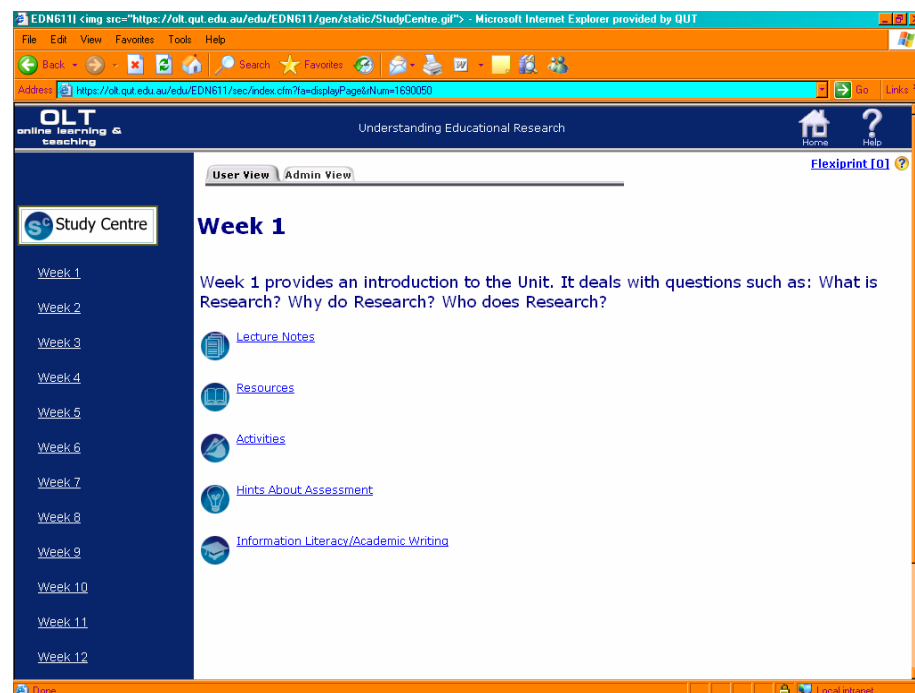 EDN611| <img src="https://olt.qut.edu.au/edu/EDN611/gen/static/StudyCentre.gif"> - Microsoft Internet Explorer provided by QUT
File Edit View Favorites Tools Help
Back Search Favorites
Address https://olt.qut.edu.au/edu/EDN611/sec/index.cfm?fa=displayPage&rNum=1690050 Go Links
OLT
online learning &
teaching
Understanding Educational Research
Home Help
Flexiprint [0]
User View Admin View
Sc Study Centre
Week 1
Week 2
Week 3
Week 4
Week 5
Week 6
Week 7
Week 8
Week 9
Week 10
Week 11
Week 12
Week 1
Week 1 provides an introduction to the Unit. It deals with questions such as: What is
Research? Why do Research? Who does Research?
Lecture Notes
Resources
Activities
Hints About Assessment
Information Literacy/Academic Writing
Done Local intranet